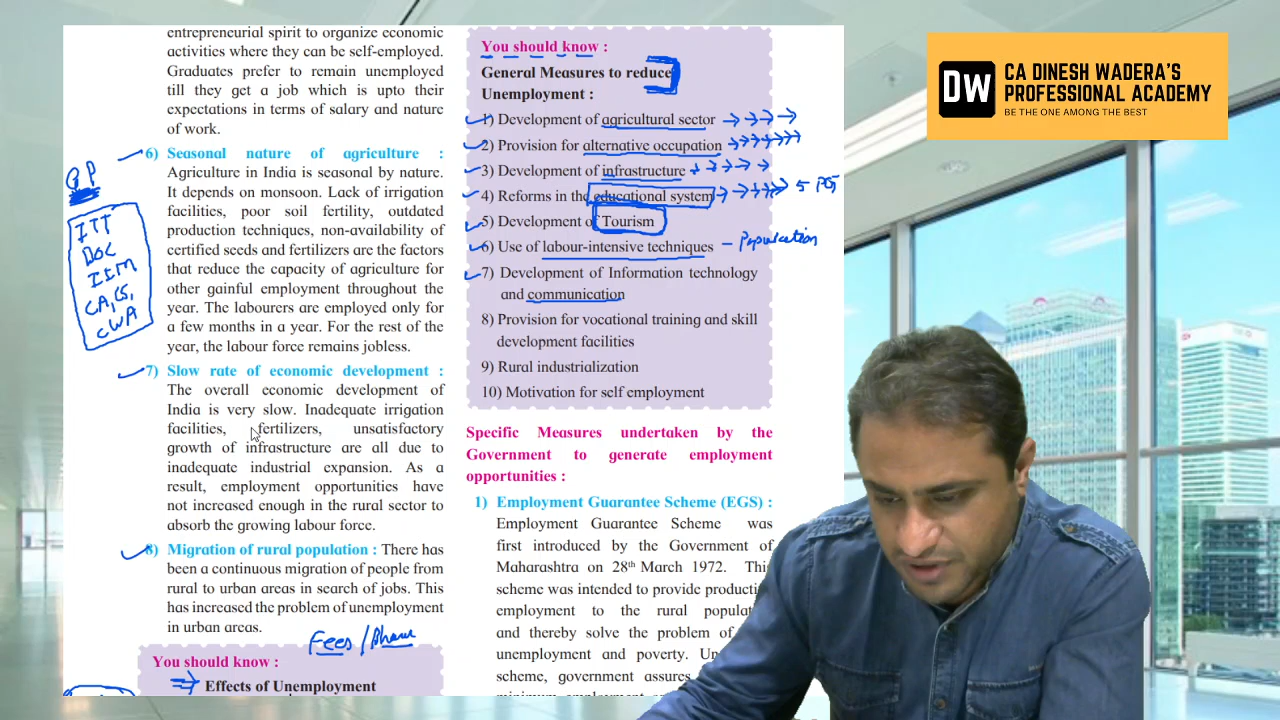 entrepreneurial spirit to organize economic
activities where they can be self-employed.
Graduates prefer to remain unemployed
till they get a job which is upto their
expectations in terms of salary and nature
of work.
6) Seasonal nature of agriculture :
Agriculture in India is seasonal by nature.
It depends on monsoon. Lack of irrigation
facilities, poor soil fertility, outdated
production techniques, non-availability of
certified seeds and fertilizers are the factors
that reduce the capacity of agriculture for
other gainful employment throughout the
year. The labourers are employed only for
a few months in a year. For the rest of the
year, the labour force remains jobless.
7) Slow rate of economic development :
The overall economic development of
India is very slow. Inadequate irrigation
facilities, fertilizers, unsatisfactory
growth of infrastructure are all due to
inadequate industrial expansion. As a
result, employment opportunities have
not increased enough in the rural sector to
absorb the growing labour force.
8) Migration of rural population : There has
been a continuous migration of people from
rural to urban areas in search of jobs. This
has increased the problem of unemployment
in urban areas.
Fees /
You should know :
Effects of Unemployment
DOC
IIM
CA, CS,
CWA
You should know :
General Measures to reduce
Unemployment :
1) Development of agricultural sector
2) Provision for alternative occupation
3) Development of infrastructure
4) Reforms in the educational system
5) Development of Tourism
6) Use of labour-intensive techniques - Population
7) Development of Information technology
and communication
8) Provision for vocational training and skill
development facilities
9) Rural industrialization
10) Motivation for self employment
Specific Measures undertaken by the
Government to generate employment
opportunities :
1) Employment Guarantee Scheme (EGS) :
Employment Guarantee Scheme was
first introduced by the Government of
Maharashtra on 28th March 1972. This
scheme was intended to provide
employment to the rural
and thereby solve the problem of
unemployment and poverty.
scheme, government assures
DW
CA DINESH WADERA'S
PROFESSIONAL ACADEMY
BE THE ONE AMONG THE BEST